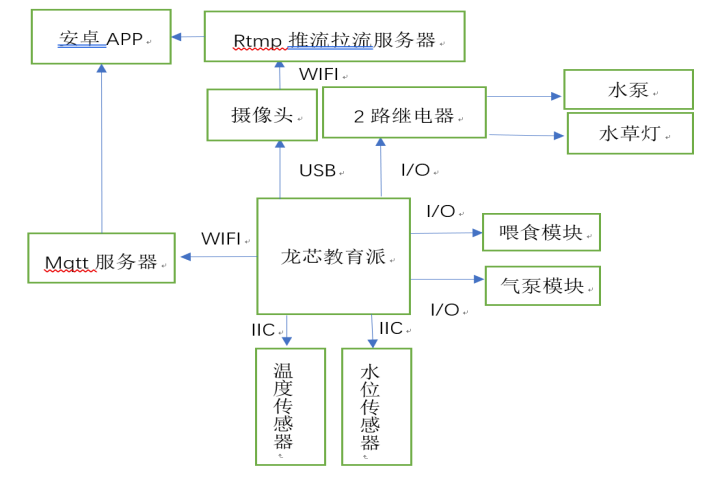 安卓 APP
Rtmp 推流拉流服务器
WIFI
摄像头
2 路继电器
水泵
水草灯
USB
I/O
I/O
Mqtt 服务器
WIFI
龙芯教育派
喂食模块
气泵模块
I/O
IIC
IIC
温度传感器
水位传感器